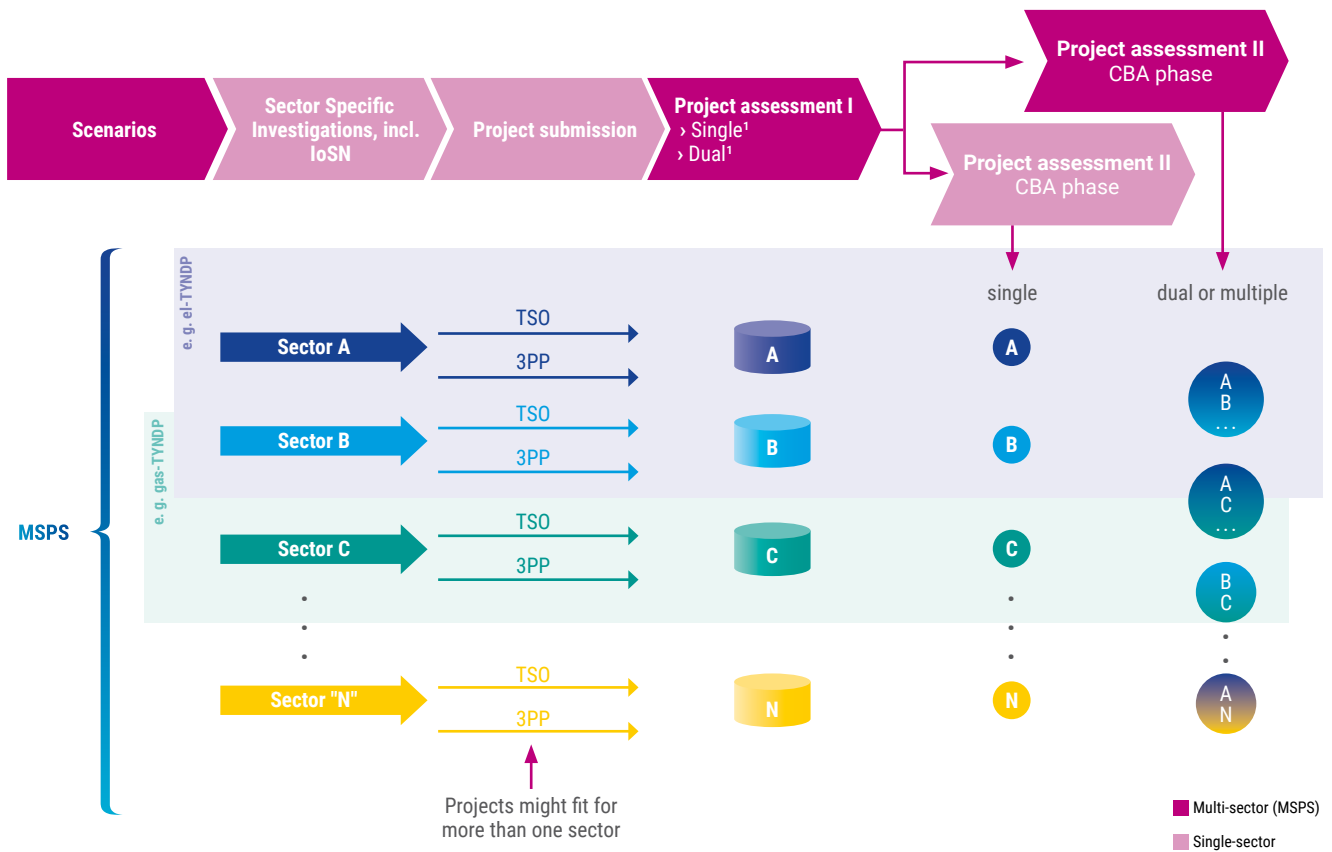 Scenarios
Sector Specific
Investigations, incl.
IoSN
Project submission
Project assessment I
› Single¹
› Dual¹
Project assessment II
CBA phase
Project assessment II
CBA phase
single
dual or multiple
MSPS
e. g. el-TYNDP
e. g. gas-TYNDP
Sector A
TSO
3PP
A
A
A
B
...
Sector B
TSO
3PP
B
B
A
C
...
Sector C
TSO
3PP
C
C
B
C
Sector "N"
TSO
3PP
N
N
A
N
Projects might fit for
more than one sector
Multi-sector (MSPS)
Single-sector